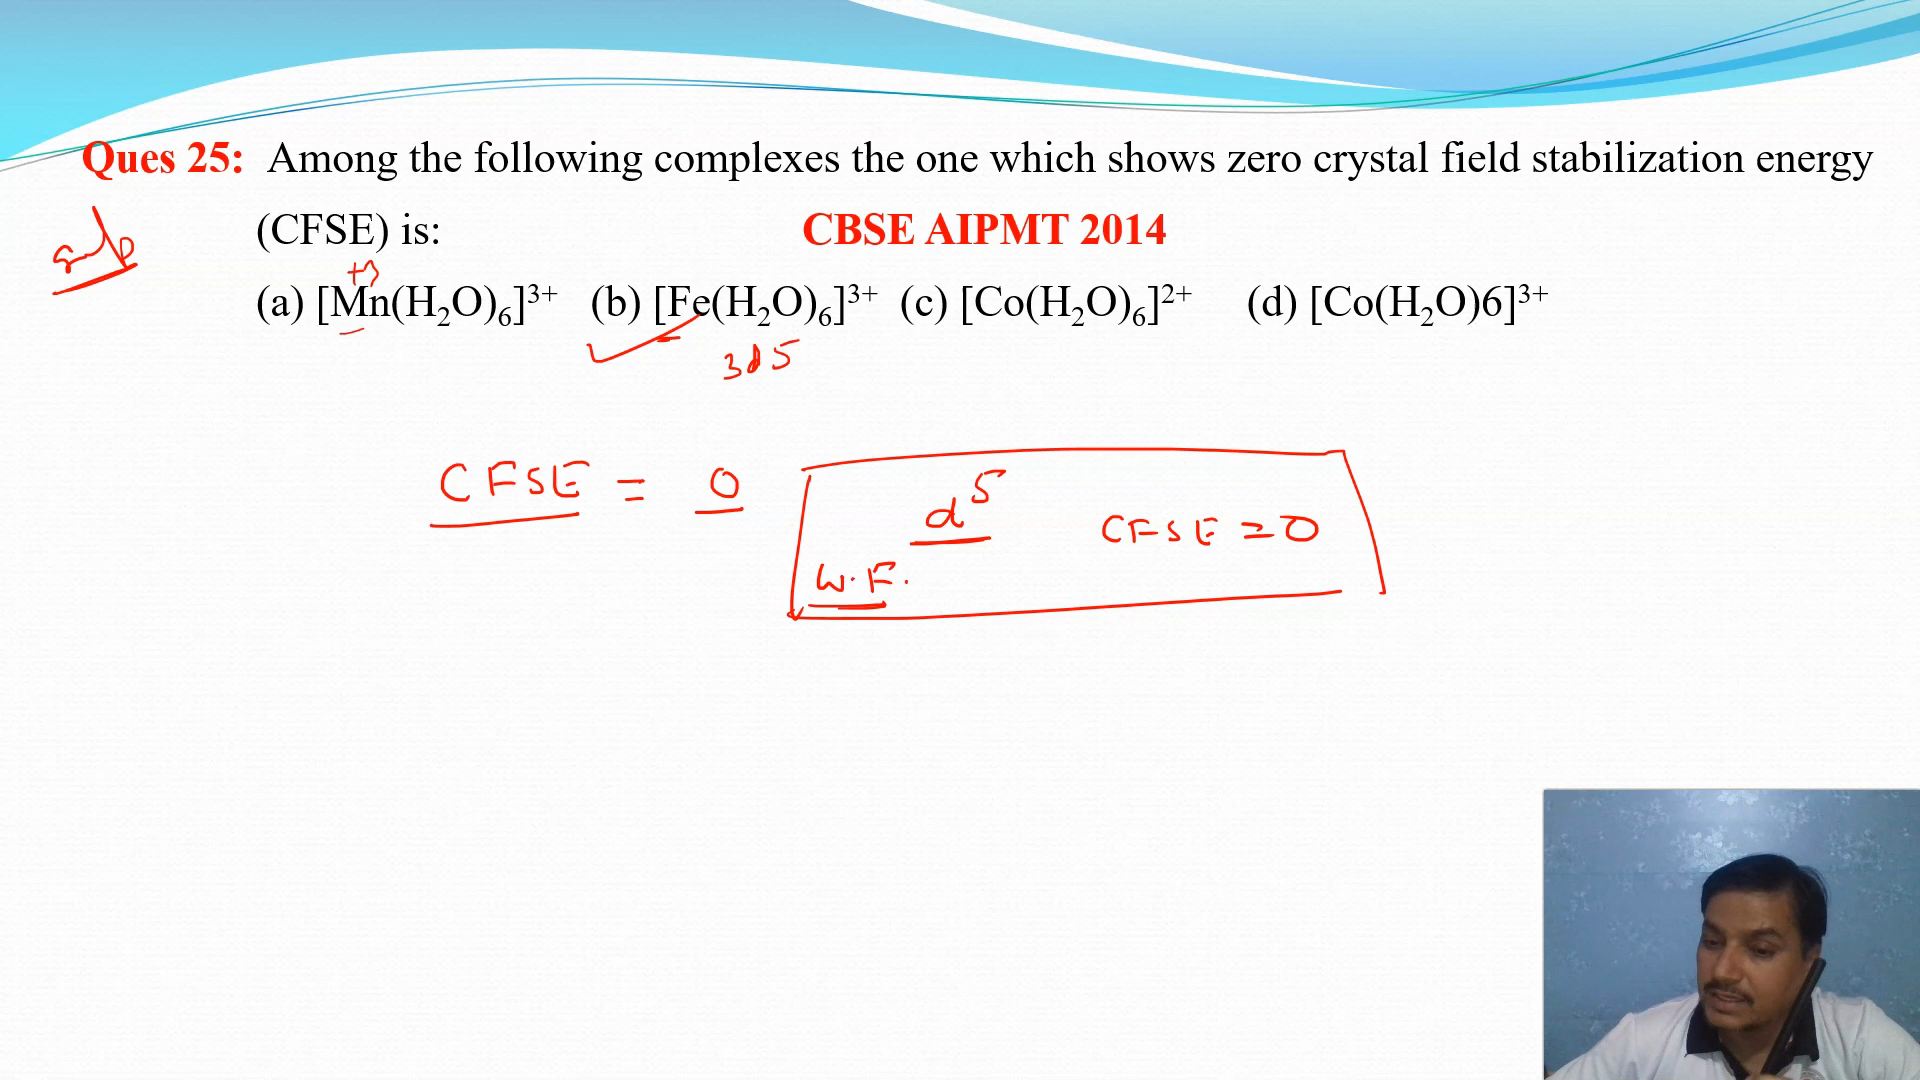 Ques 25: Among the following complexes the one which shows zero crystal field stabilization energy
(CFSE) is: CBSE AIPMT 2014
+3
(a) [Mn(H₂O)₆]³⁺ (b) [Fe(H₂O)₆]³⁺ (c) [Co(H₂O)₆]²⁺ (d) [Co(H₂O)6]³⁺
3d5
CFSE = 0
d⁵ CFSE = 0
W.F.